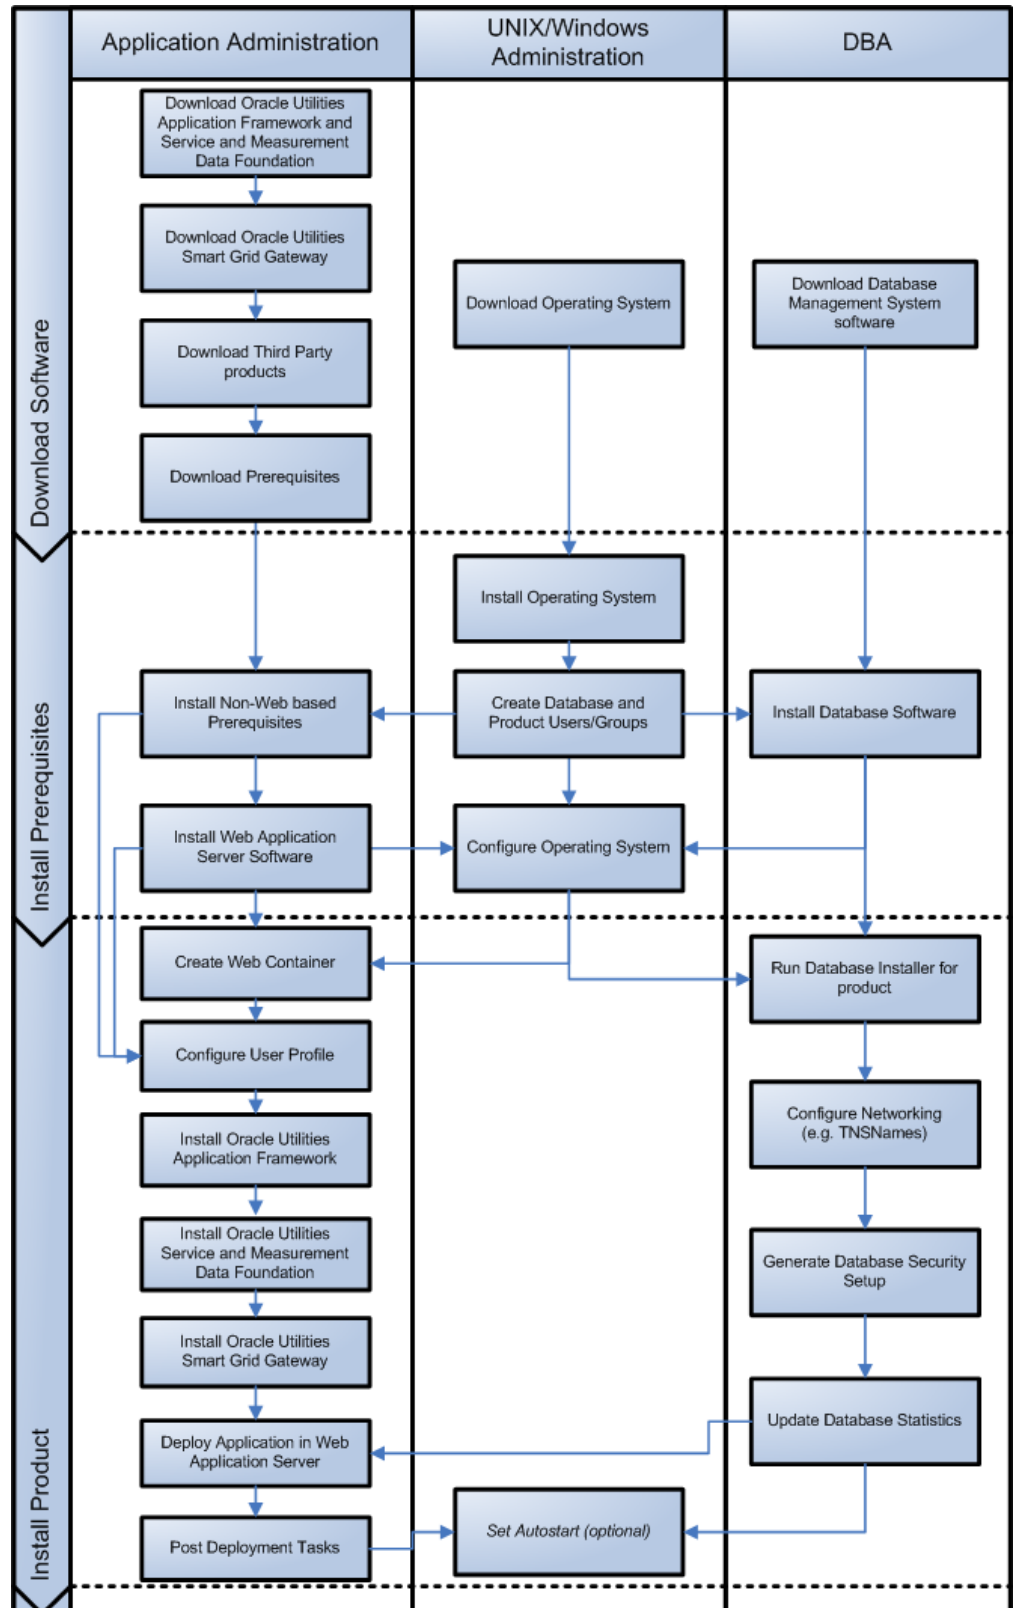 Application Administration
UNIX/Windows
Administration
DBA
Download Software
Download Oracle Utilities
Application Framework and
Service and Measurement
Data Foundation
Download Oracle Utilities
Smart Grid Gateway
Download Third Party
products
Download Prerequisites
Download Operating System
Download Database
Management System
software
Install Prerequisites
Install Operating System
Install Non-Web based
Prerequisites
Create Database and
Product Users/Groups
Install Database Software
Install Web Application
Server Software
Configure Operating System
Install Product
Create Web Container
Run Database Installer for
product
Configure User Profile
Configure Networking
(e.g. TNSNames)
Install Oracle Utilities
Application Framework
Install Oracle Utilities
Service and Measurement
Data Foundation
Generate Database Security
Setup
Install Oracle Utilities
Smart Grid Gateway
Update Database Statistics
Deploy Application in Web
Application Server
Post Deployment Tasks
Set Autostart (optional)